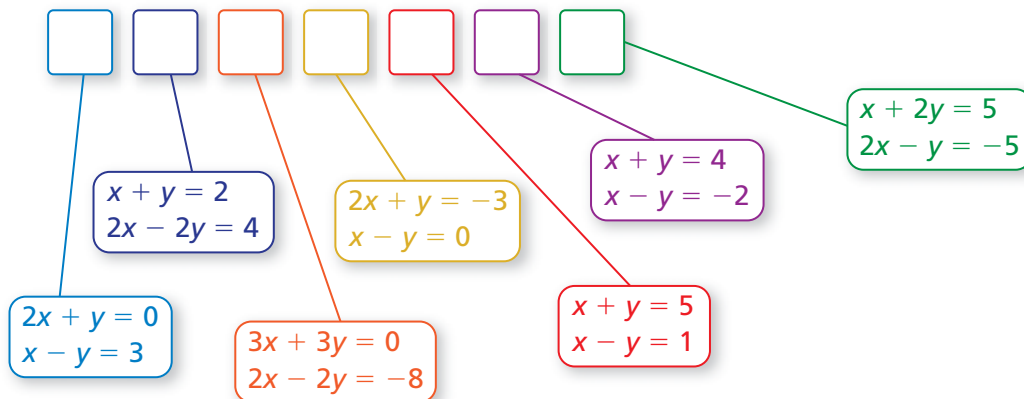 x + 2y = 5
2x − y = −5
x + y = 4
x − y = −2
x + y = 2
2x − 2y = 4
2x + y = −3
x − y = 0
x + y = 5
x − y = 1
2x + y = 0
x − y = 3
3x + 3y = 0
2x − 2y = −8